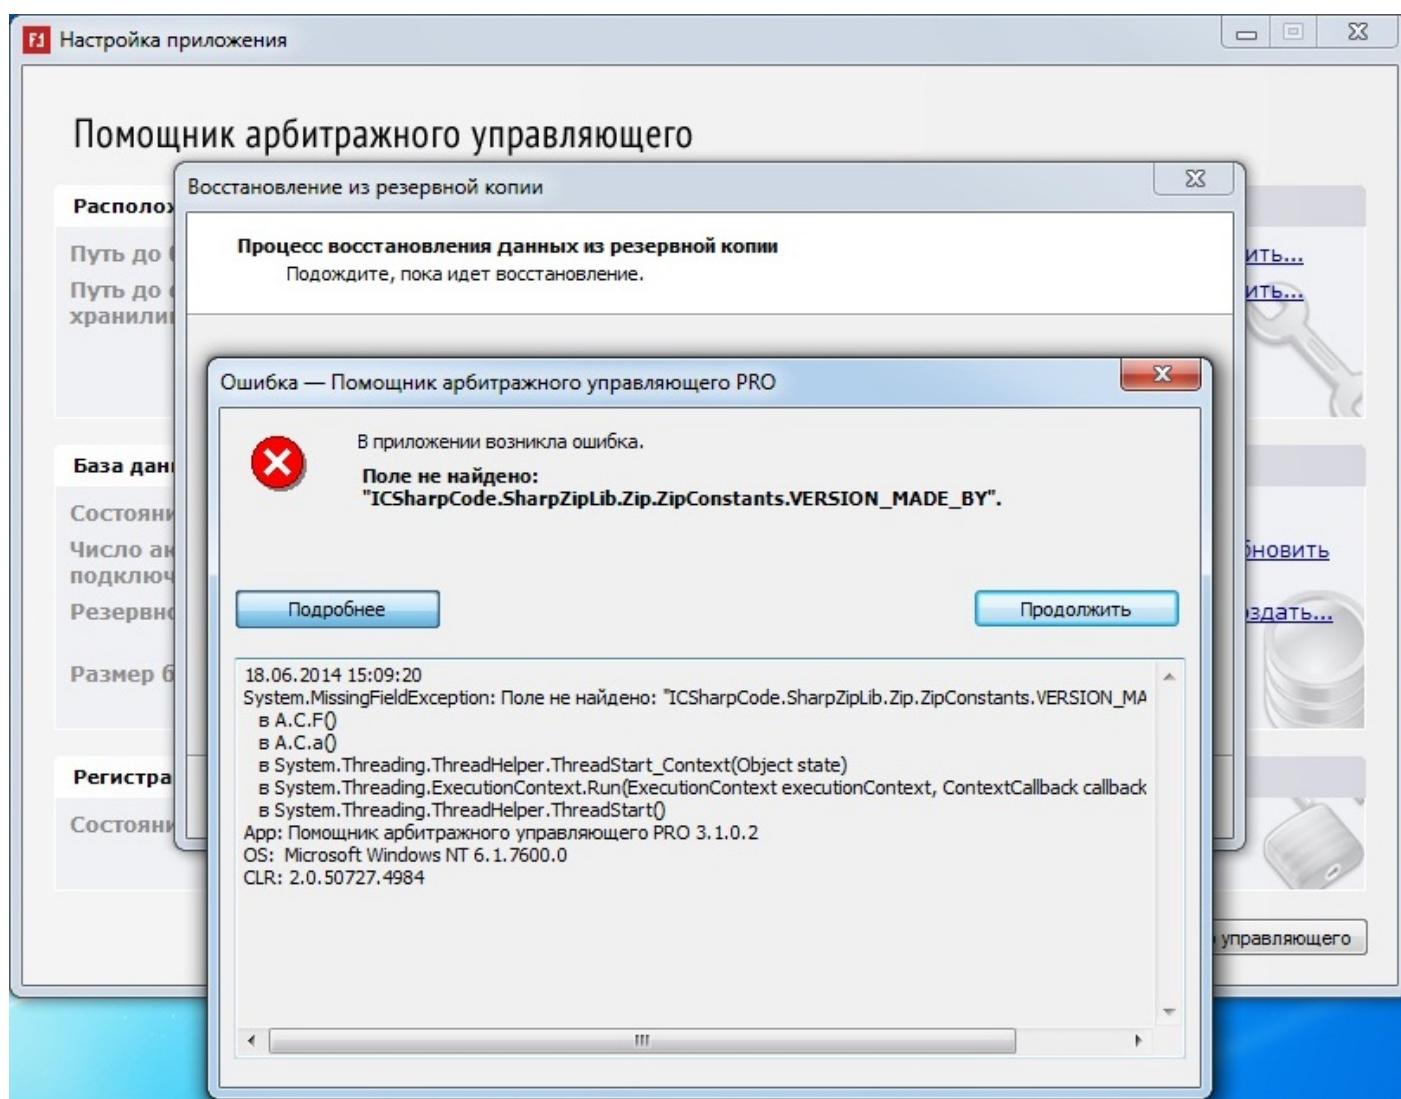 F1 Настройка приложения
Помощник арбитражного управляющего
Восстановление из резервной копии
Процесс восстановления данных из резервной копии
Подождите, пока идет восстановление.
Путь до
ить...
Путь до
ить...
Ошибка — Помощник арбитражного управляющего PRO
В приложении возникла ошибка.
Поле не найдено:
"ICSharpCode.SharpZipLib.Zip.ZipConstants.VERSION_MADE_BY".
База дан
Состояни
Число ак
бновить
подключ
Подробнее
Продолжить
Резервно
оздать...
Размер б
18.06.2014 15:09:20
System.MissingFieldException: Поле не найдено: "ICSharpCode.SharpZipLib.Zip.ZipConstants.VERSION_MA
в A.C.F()
в A.C.a()
в System.Threading.ThreadHelper.ThreadStart_Context(Object state)
в System.Threading.ExecutionContext.Run(ExecutionContext executionContext, ContextCallback callback
в System.Threading.ThreadHelper.ThreadStart()
App: Помощник арбитражного управляющего PRO 3.1.0.2
OS: Microsoft Windows NT 6.1.7600.0
CLR: 2.0.50727.4984
Регистра
Состояни
управляющего